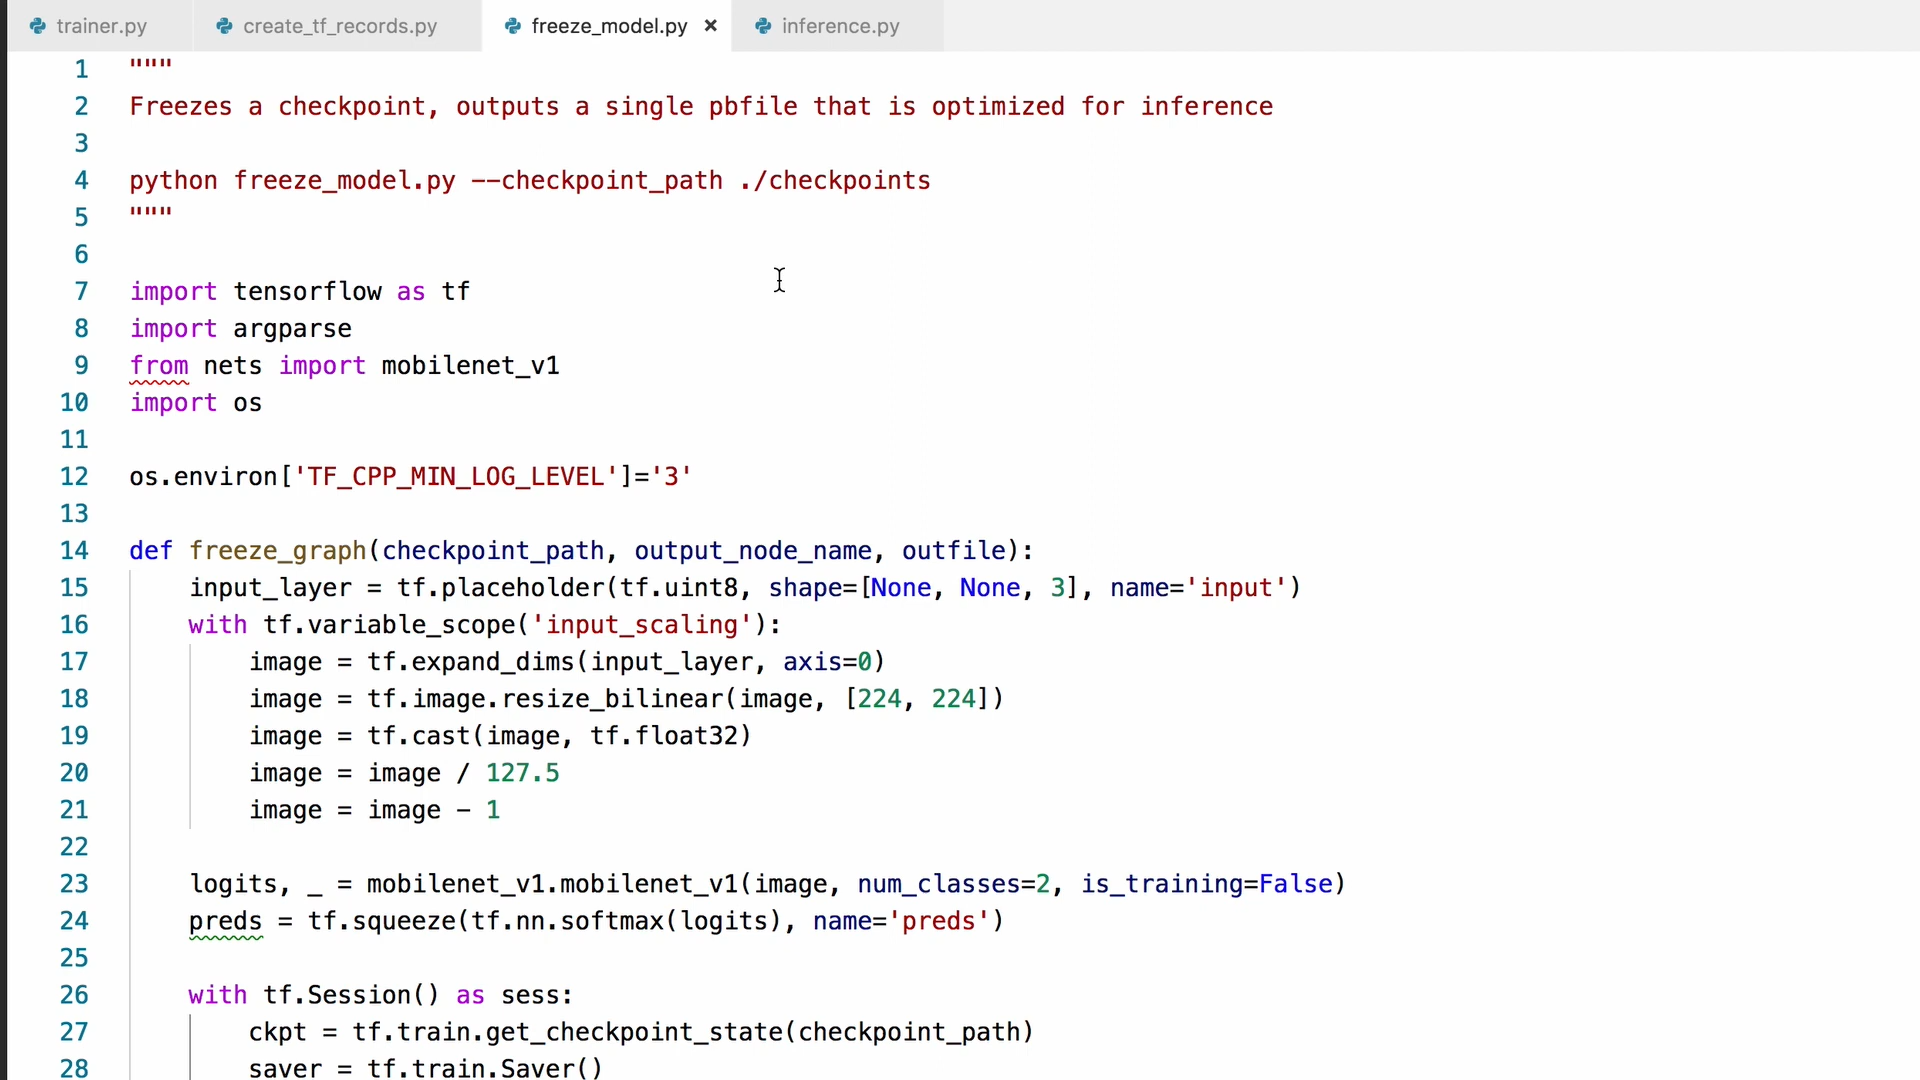 trainer.py create_tf_records.py freeze_model.py × inference.py
1 """
2 Freezes a checkpoint, outputs a single pbfile that is optimized for inference
3
4 python freeze_model.py --checkpoint_path ./checkpoints
5 """
6
7 import tensorflow as tf
8 import argparse
9 from nets import mobilenet_v1
10 import os
11
12 os.environ['TF_CPP_MIN_LOG_LEVEL']='3'
13
14 def freeze_graph(checkpoint_path, output_node_name, outfile):
15     input_layer = tf.placeholder(tf.uint8, shape=[None, None, 3], name='input')
16     with tf.variable_scope('input_scaling'):
17         image = tf.expand_dims(input_layer, axis=0)
18         image = tf.image.resize_bilinear(image, [224, 224])
19         image = tf.cast(image, tf.float32)
20         image = image / 127.5
21         image = image - 1
22
23     logits, _ = mobilenet_v1.mobilenet_v1(image, num_classes=2, is_training=False)
24     preds = tf.squeeze(tf.nn.softmax(logits), name='preds')
25
26     with tf.Session() as sess:
27         ckpt = tf.train.get_checkpoint_state(checkpoint_path)
28         saver = tf.train.Saver()